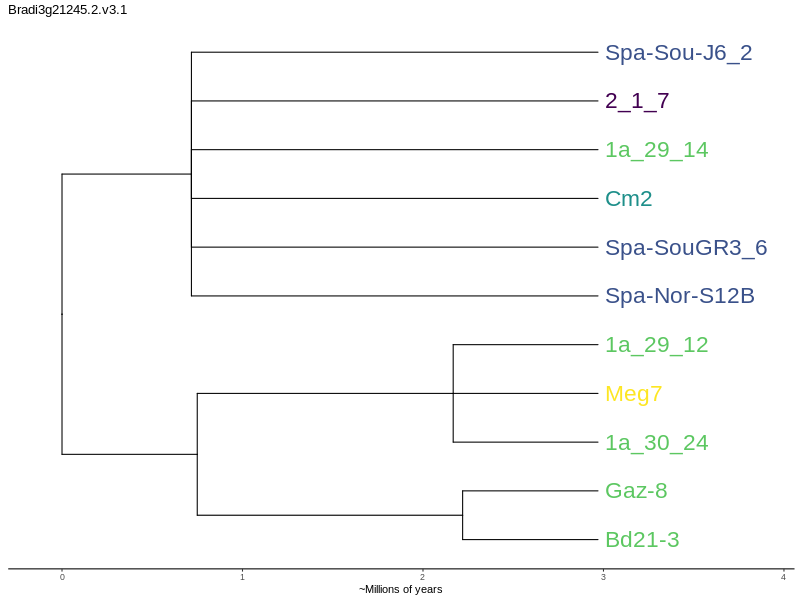 Bradi3g21245.2.v3.1
Spa-Sou-J6_2
2_1_7
1a_29_14
Cm2
Spa-SouGR3_6
Spa-Nor-S12B
1a_29_12
Meg7
1a_30_24
Gaz-8
Bd21-3
0 1 2 3 4
~Millions of years